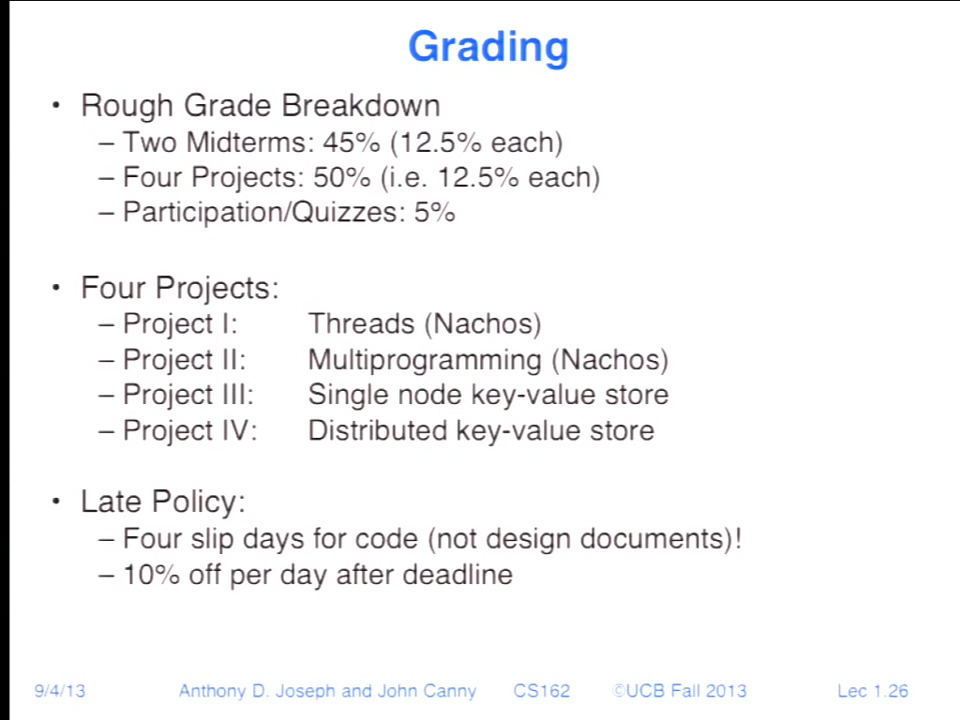 Grading
• Rough Grade Breakdown
– Two Midterms: 45% (12.5% each)
– Four Projects: 50% (i.e. 12.5% each)
– Participation/Quizzes: 5%
• Four Projects:
– Project I: Threads (Nachos)
– Project II: Multiprogramming (Nachos)
– Project III: Single node key-value store
– Project IV: Distributed key-value store
• Late Policy:
– Four slip days for code (not design documents)!
– 10% off per day after deadline
9/4/13 Anthony D. Joseph and John Canny CS162 ©UCB Fall 2013 Lec 1.26